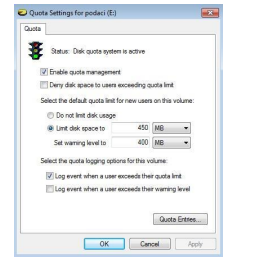 Quota Settings for podaci (E:)
Quota
Status: Disk quota system is active
Enable quota management
Deny disk space to users exceeding quota limit
Select the default quota limit for new users on this volume:
Do not limit disk usage
Limit disk space to 450 MB
Set warning level to 400 MB
Select the quota logging options for this volume:
Log event when a user exceeds their quota limit
Log event when a user exceeds their warning level
Quota Entries...
OK Cancel Apply